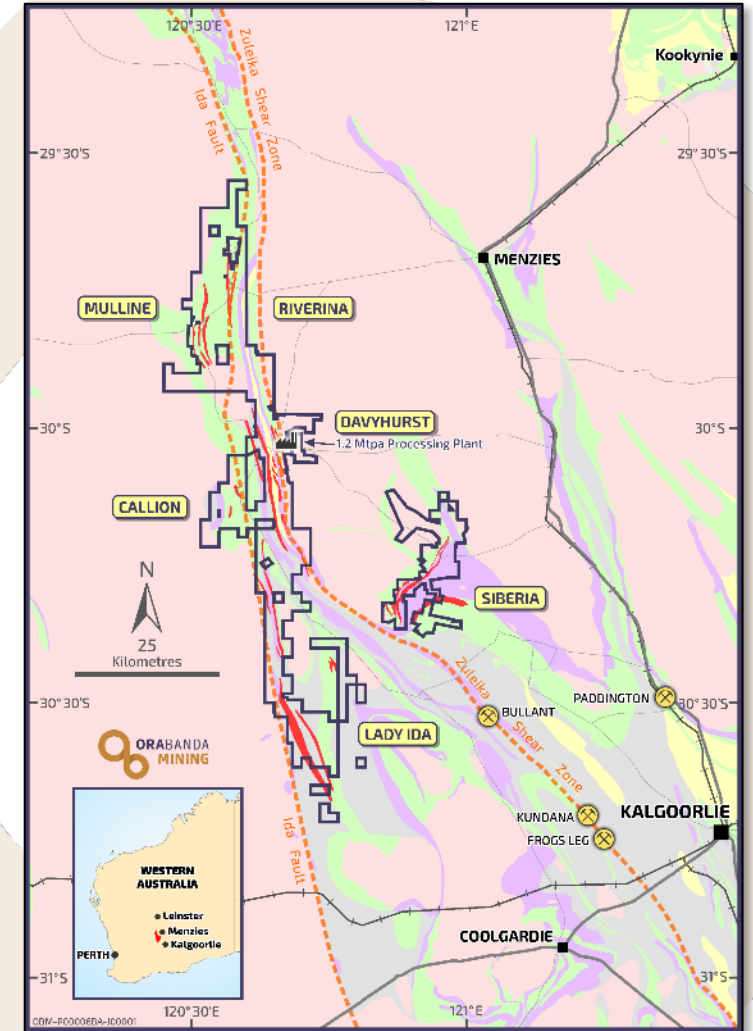 120°30'E
121°E
Kookynie
Zuleika Shear Zone
Ida Fault
29°30'S
MENZIES
MULLINE
RIVERINA
30°S
30°S
DAVYHURST
1.2 Mtpa Processing Plant
CALLION
N
25
Kilometres
SIBERIA
Zuleika Shear Zone
PADDINGTON
30°30'S
30°30'S
BULLANT
LADY IDA
ORABANDA
MINING
KUNDANA
KALGOORLIE
FROGS LEG
Ida Fault
WESTERN
AUSTRALIA
Leinster
Menzies
Kalgoorlie
PERTH
COOLGARDIE
31°S
31°S
120°30'E
121°E
OBM-P00006BA-J00001